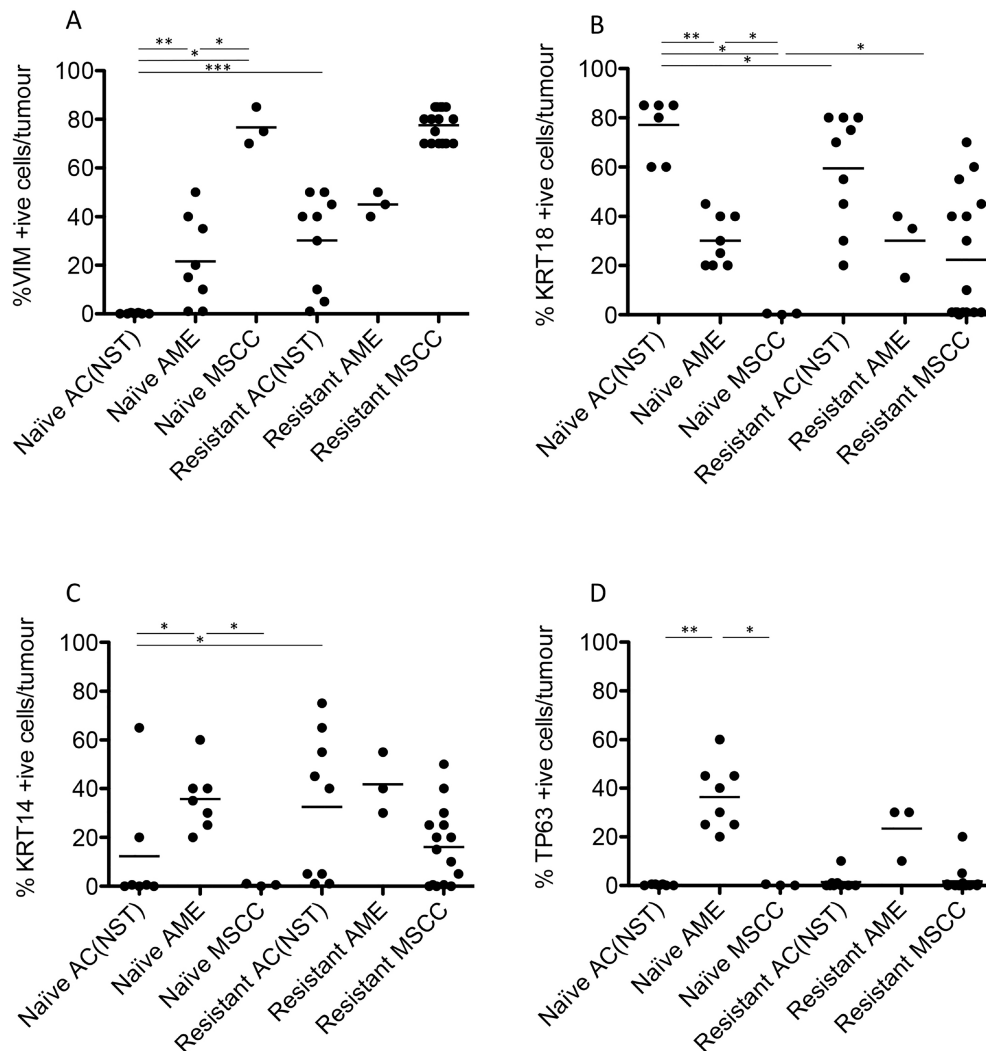 A
** *
*
***
100
80
60
40
20
0
%VIM +ive cells/tumour
Naïve AC(NST)
Naïve AME
Naïve MSCC
Resistant AC(NST)
Resistant AME
Resistant MSCC
B
** *
* *
*
100
80
60
40
20
0
% KRT18 +ive cells/tumour
Naïve AC(NST)
Naïve AME
Naïve MSCC
Resistant AC(NST)
Resistant AME
Resistant MSCC
C
* *
*
100
80
60
40
20
0
% KRT14 +ive cells/tumour
Naïve AC(NST)
Naïve AME
Naïve MSCC
Resistant AC(NST)
Resistant AME
Resistant MSCC
D
** *
100
80
60
40
20
0
% TP63 +ive cells/tumour
Naïve AC(NST)
Naïve AME
Naïve MSCC
Resistant AC(NST)
Resistant AME
Resistant MSCC